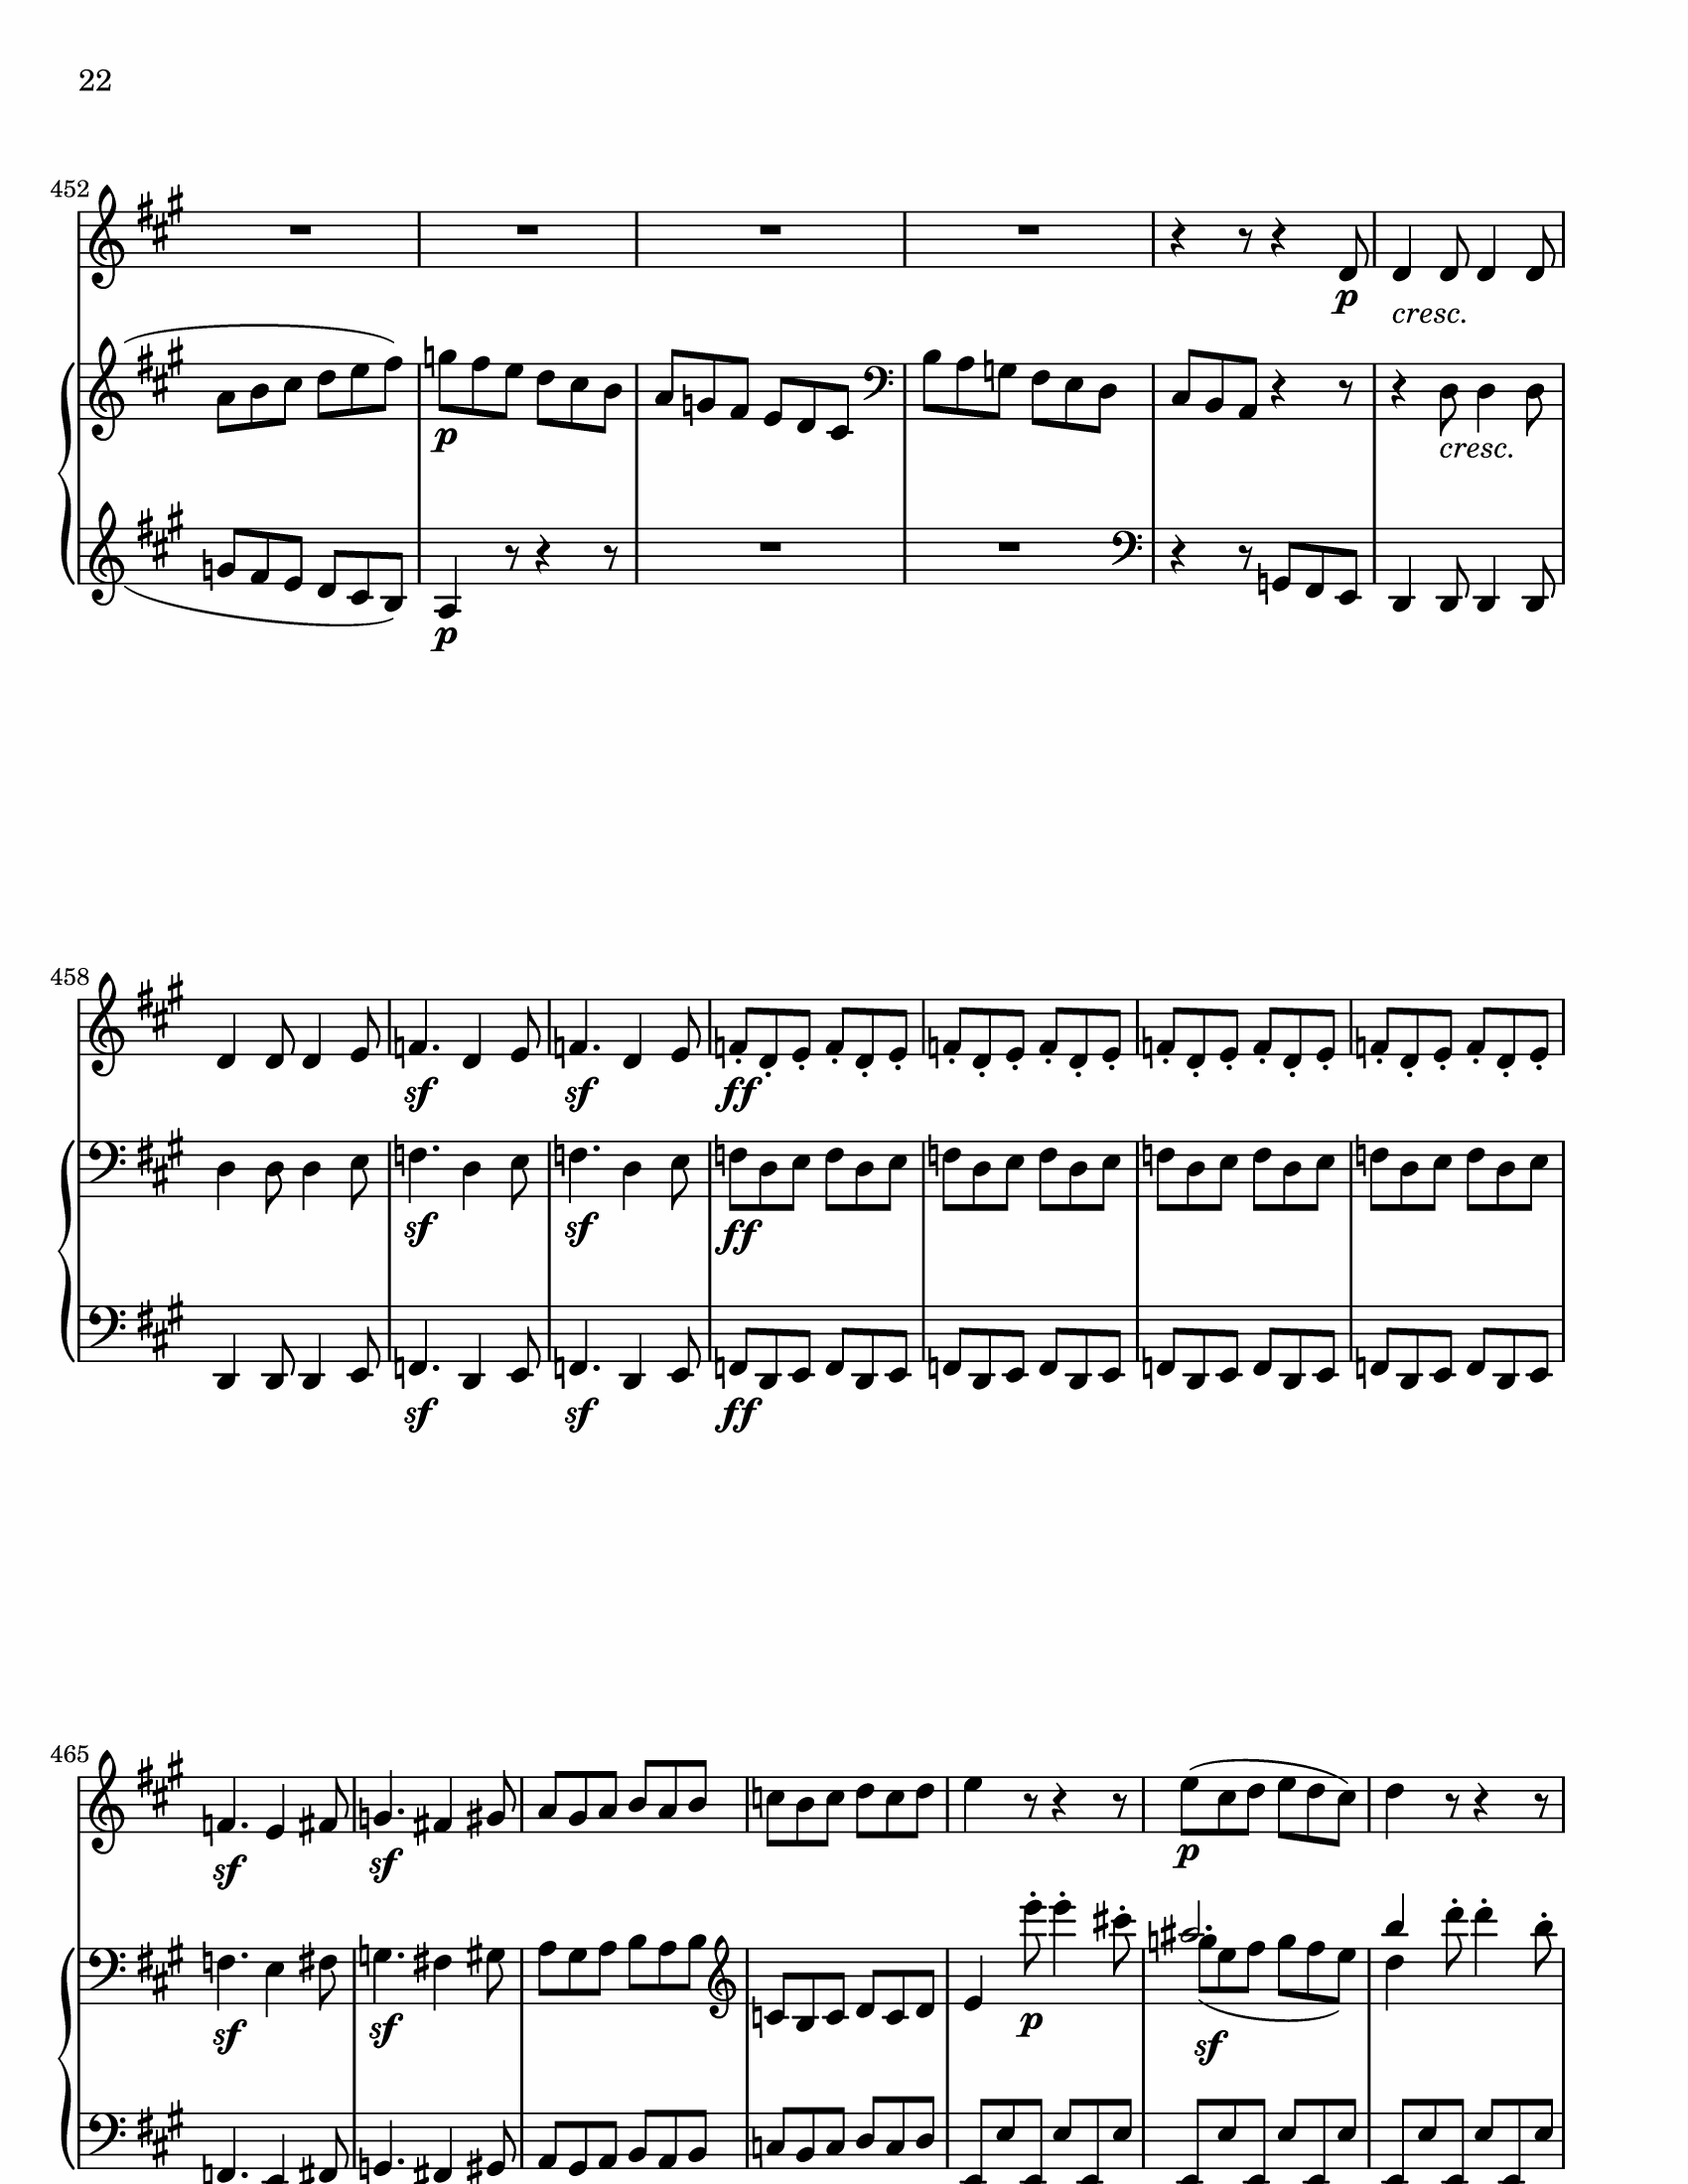 22
452
p
cresc.
p
cresc.
p
458
sf sf ff
sf sf ff
sf sf ff
465
sf sf p
sf sf p sf